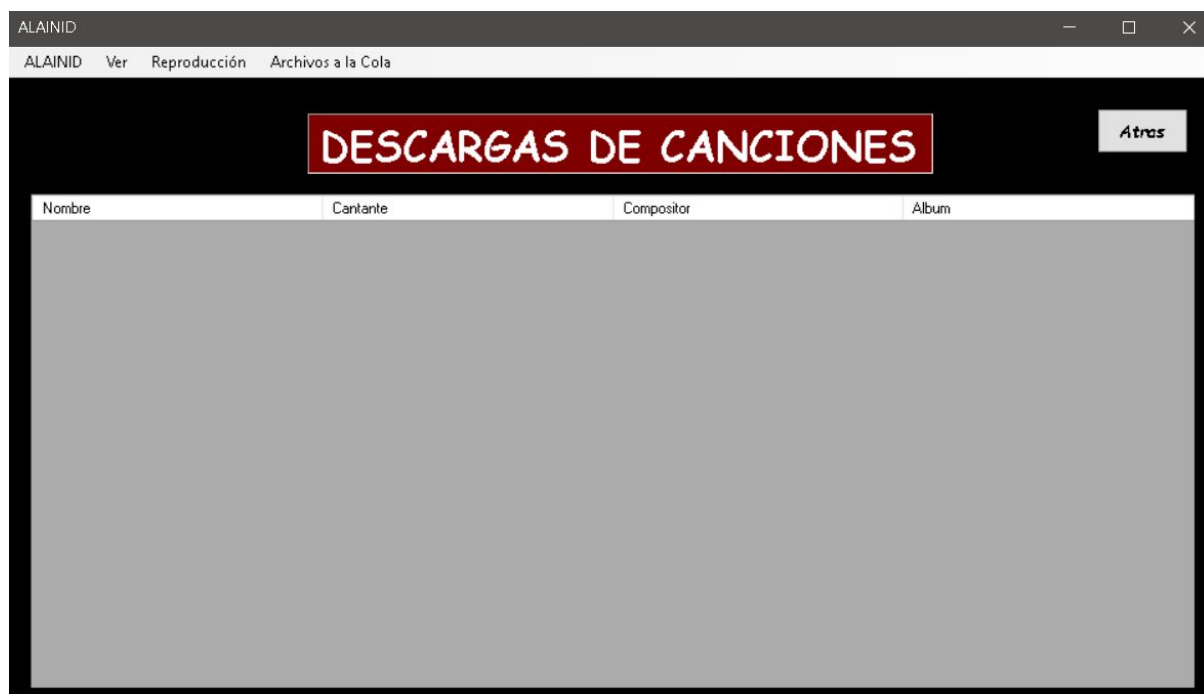 ALAINID
ALAINID Ver Reproducción Archivos a la Cola
Atras
DESCARGAS DE CANCIONES
Nombre Cantante Compositor Album